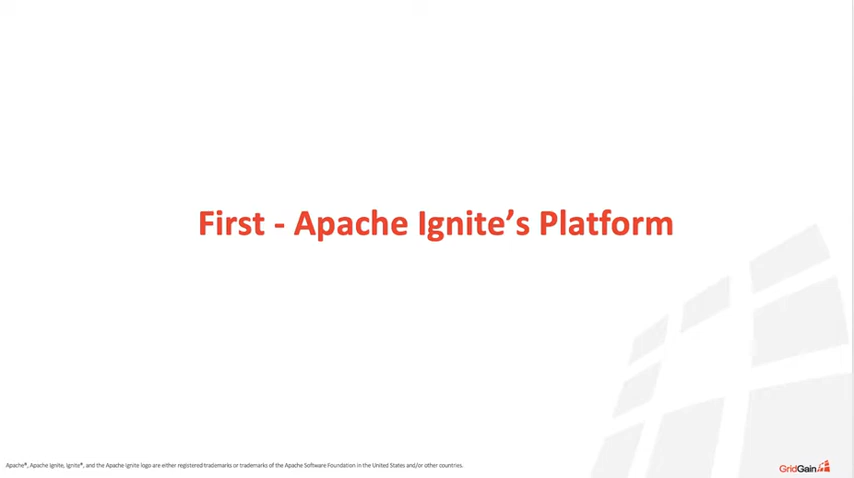 First - Apache Ignite’s Platform
Apache®, Apache Ignite, Ignite®, and the Apache Ignite logo are either registered trademarks or trademarks of the Apache Software Foundation in the United States and/or other countries.
GridGain